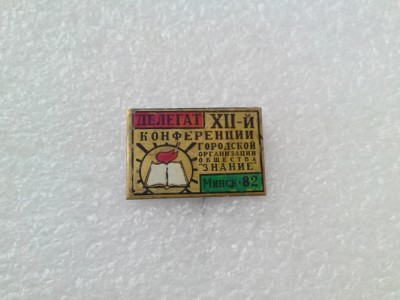 ДЕЛЕГАТ XII-Й
КОНФЕРЕНЦИИ
ГОРОДСКОЙ
ОРГАНИЗАЦИИ
ОБЩЕСТВА
"ЗНАНИЕ"
МИНСК-82